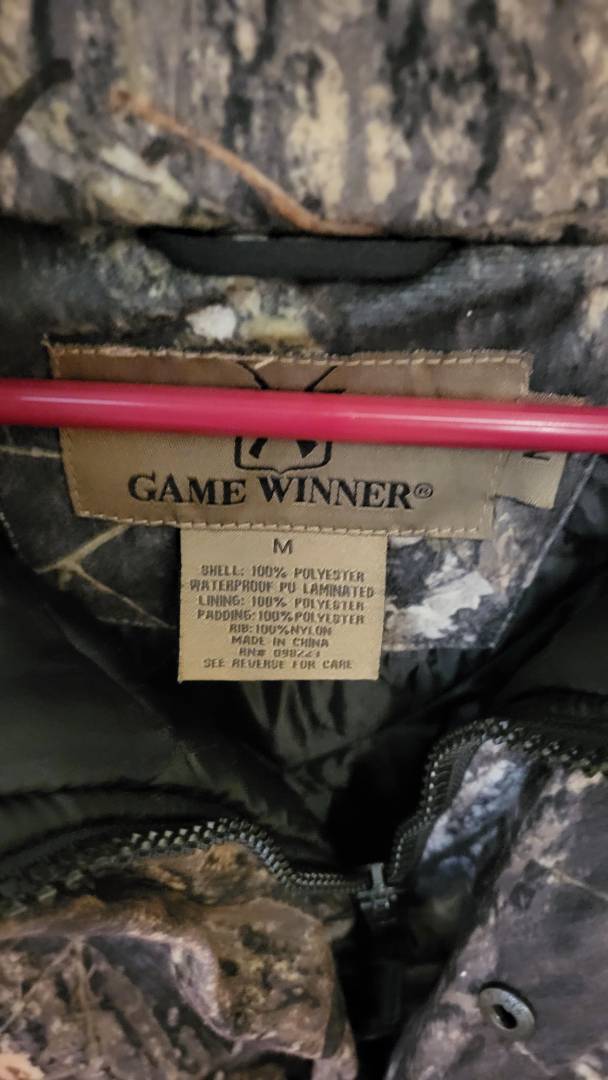 GAME WINNER®
M
SHELL: 100% POLYESTER
WATERPROOF PU LAMINATED
LINING: 100% POLYESTER
PADDING:100%POLYESTER
RIB:100%NYLON
MADE IN CHINA
RN#
SEE REVERSE FOR CARE